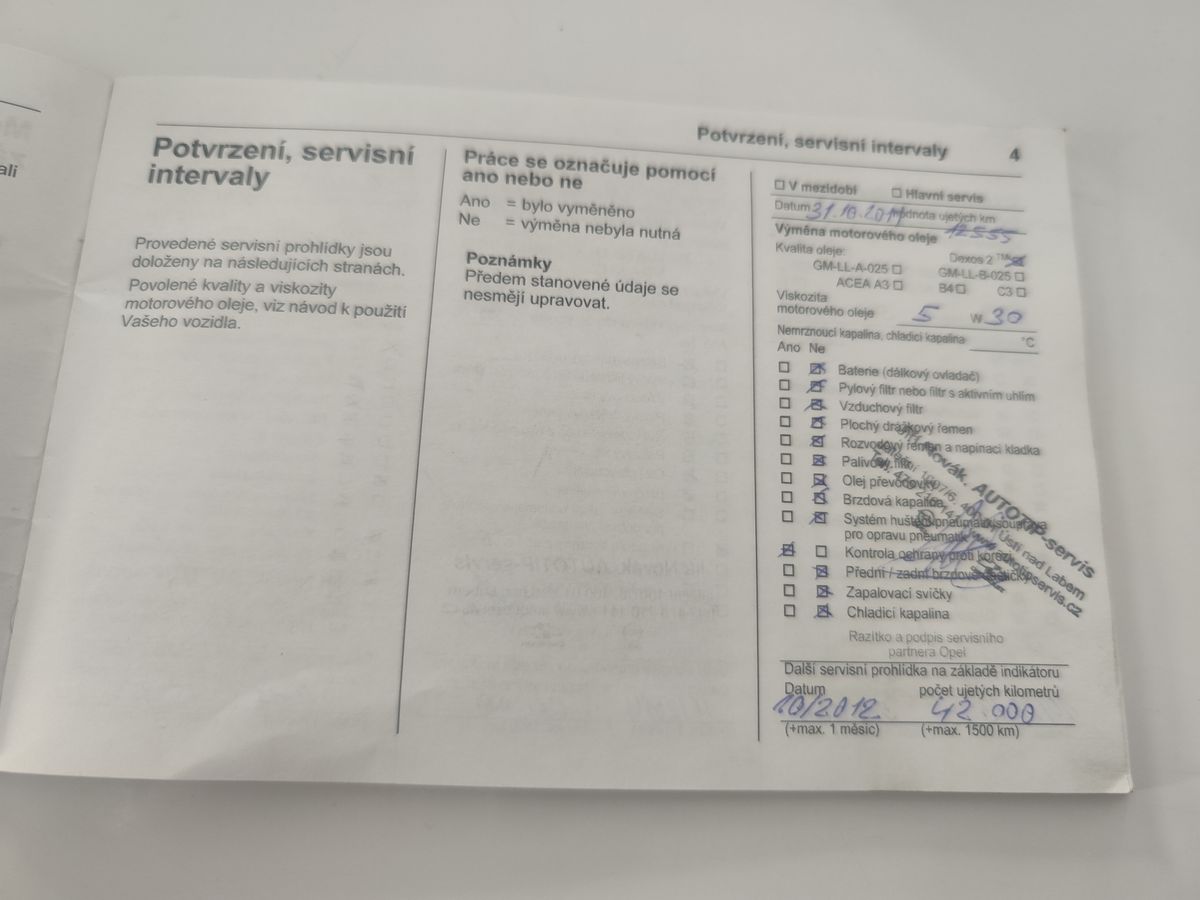 ali
Potvrzení, servisní intervaly 4
Potvrzení, servisní
intervaly
Provedené servisní prohlídky jsou
doloženy na následujících stranách.
Povolené kvality a viskozity
motorového oleje, viz návod k použití
Vašeho vozidla.
Práce se označuje pomocí
ano nebo ne
Ano = bylo vyměněno
Ne = výměna nebyla nutná
Poznámky
Předem stanovené údaje se
nesmějí upravovat.
V mezidobí Hlavní servis
Datum 31.10.2011 Hodnota ujetých km
Výměna motorového oleje 12555
Kvalita oleje: Dexos 2 TM
GM-LL-A-025 GM-LL-B-025
ACEA A3 B4 C3
Viskozita
motorového oleje 5 W 30
Nemrznoucí kapalina, chladicí kapalina °C
Ano Ne
Baterie (dálkový ovladač)
Pylový filtr nebo filtr s aktivním uhlím
Vzduchový filtr
Plochý drážkový řemen
Rozvodový řemen a napínací kladka
Palivový filtr
Olej převodovky
Brzdová kapalina
Systém huštění pneumatik/souprava
pro opravu pneumatik
Kontrola ochrany proti korozi
Přední / zadní brzdové
Zapalovací svíčky
Chladicí kapalina
Novák. AUTOTIP-servis
Ústí nad Labem
Razítko a podpis servisního
partnera Opel
Další servisní prohlídka na základě indikátoru
Datum počet ujetých kilometrů
10/2012 42 000
(+max. 1 měsíc) (+max. 1500 km)